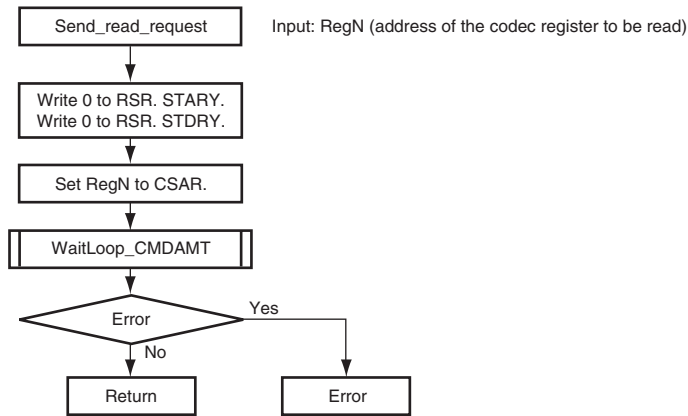 Send_read_request
Input: RegN (address of the codec register to be read)
Write 0 to RSR. STARY.
Write 0 to RSR. STDRY.
Set RegN to CSAR.
WaitLoop_CMDAMT
Error
Yes
No
Return
Error